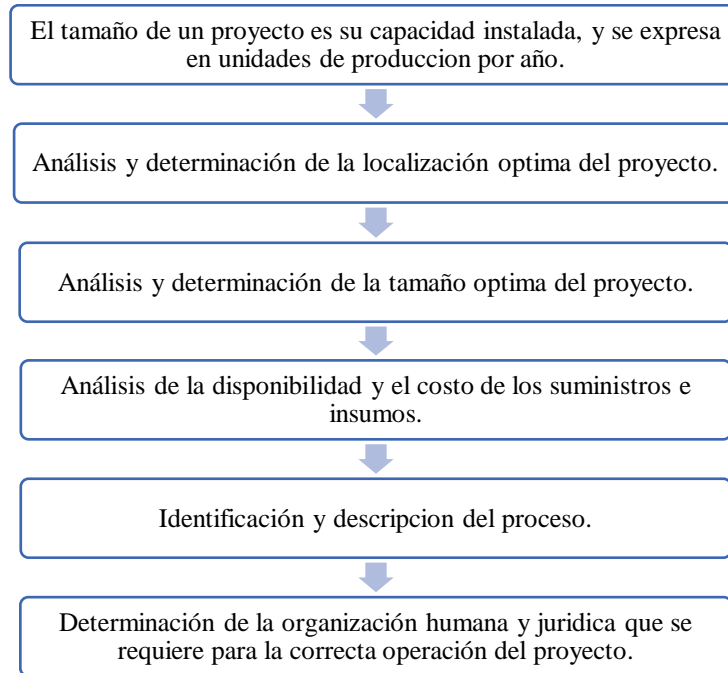 El tamaño de un proyecto es su capacidad instalada, y se expresa
en unidades de produccion por año.
Análisis y determinación de la localización optima del proyecto.
Análisis y determinación de la tamaño optima del proyecto.
Análisis de la disponibilidad y el costo de los suministros e
insumos.
Identificación y descripcion del proceso.
Determinación de la organización humana y juridica que se
requiere para la correcta operación del proyecto.